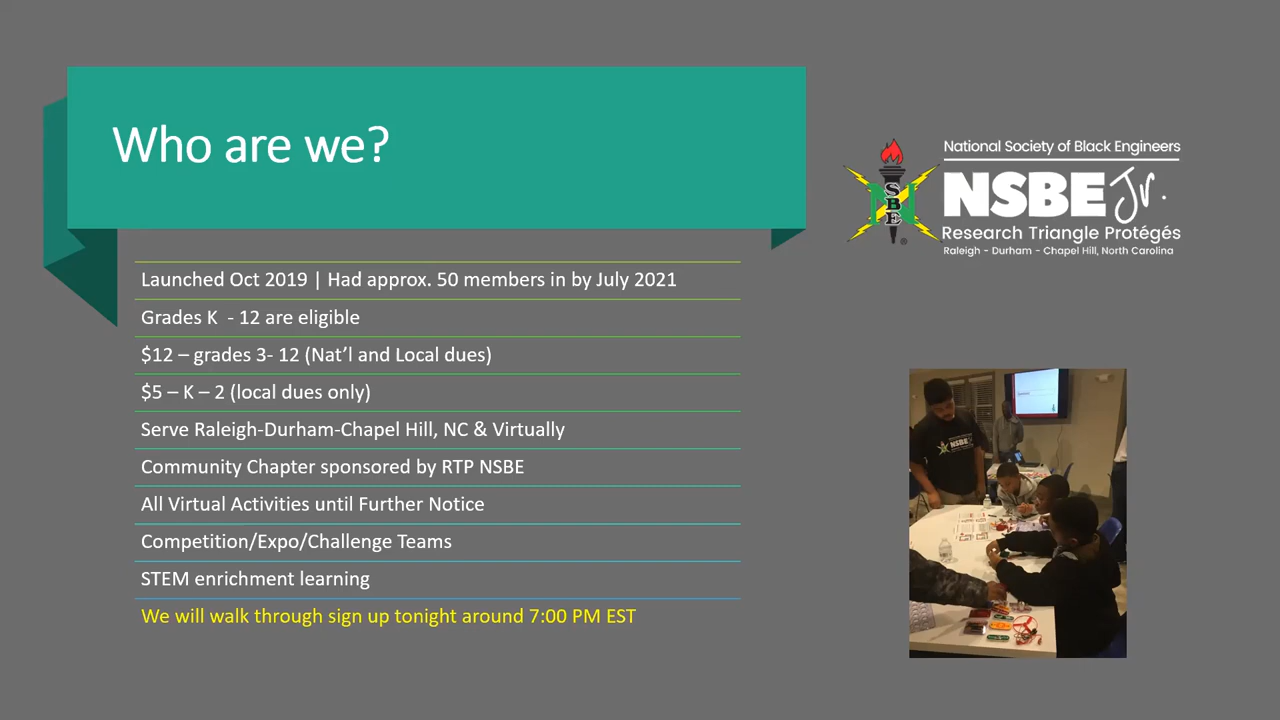 Who are we?
National Society of Black Engineers
NSBE Jr.
Research Triangle Protégés
Raleigh - Durham - Chapel Hill, North Carolina
NSBE
®
Launched Oct 2019 | Had approx. 50 members in by July 2021
Grades K  - 12 are eligible
$12 – grades 3- 12 (Nat’l and Local dues)
$5 – K – 2 (local dues only)
Serve Raleigh-Durham-Chapel Hill, NC & Virtually
Community Chapter sponsored by RTP NSBE
All Virtual Activities until Further Notice
Competition/Expo/Challenge Teams
STEM enrichment learning
We will walk through sign up tonight around 7:00 PM EST
NSBE